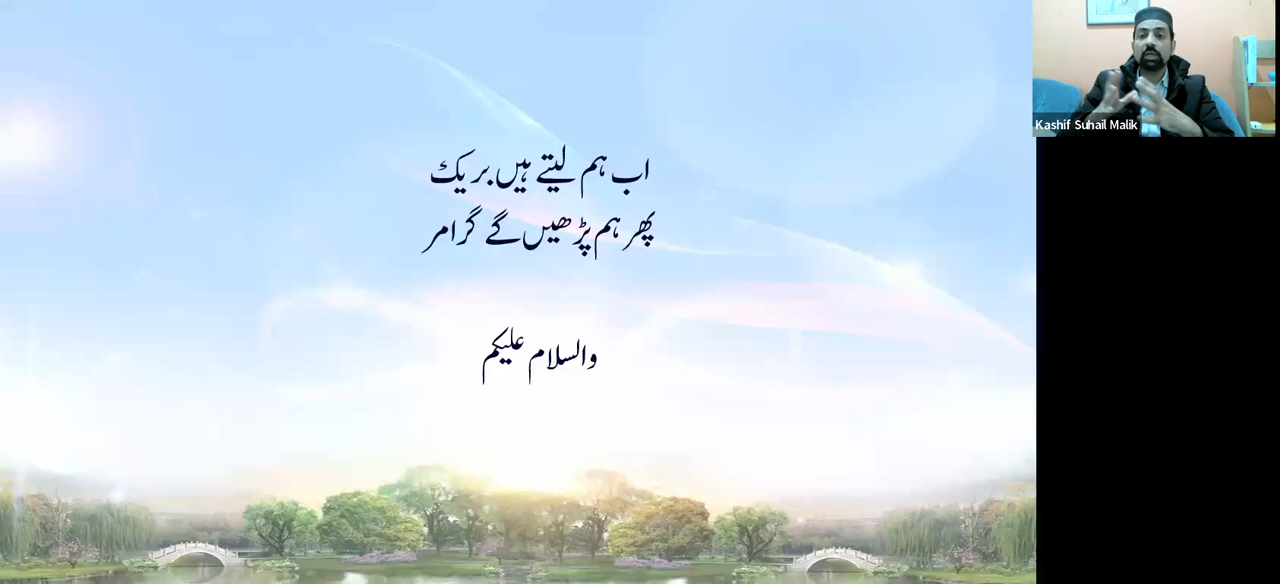 اب ہم لیتے ہیں بریک
پھر ہم پڑھیں گے گرامر
والسلام علیکم
Kashif Suhail Malik